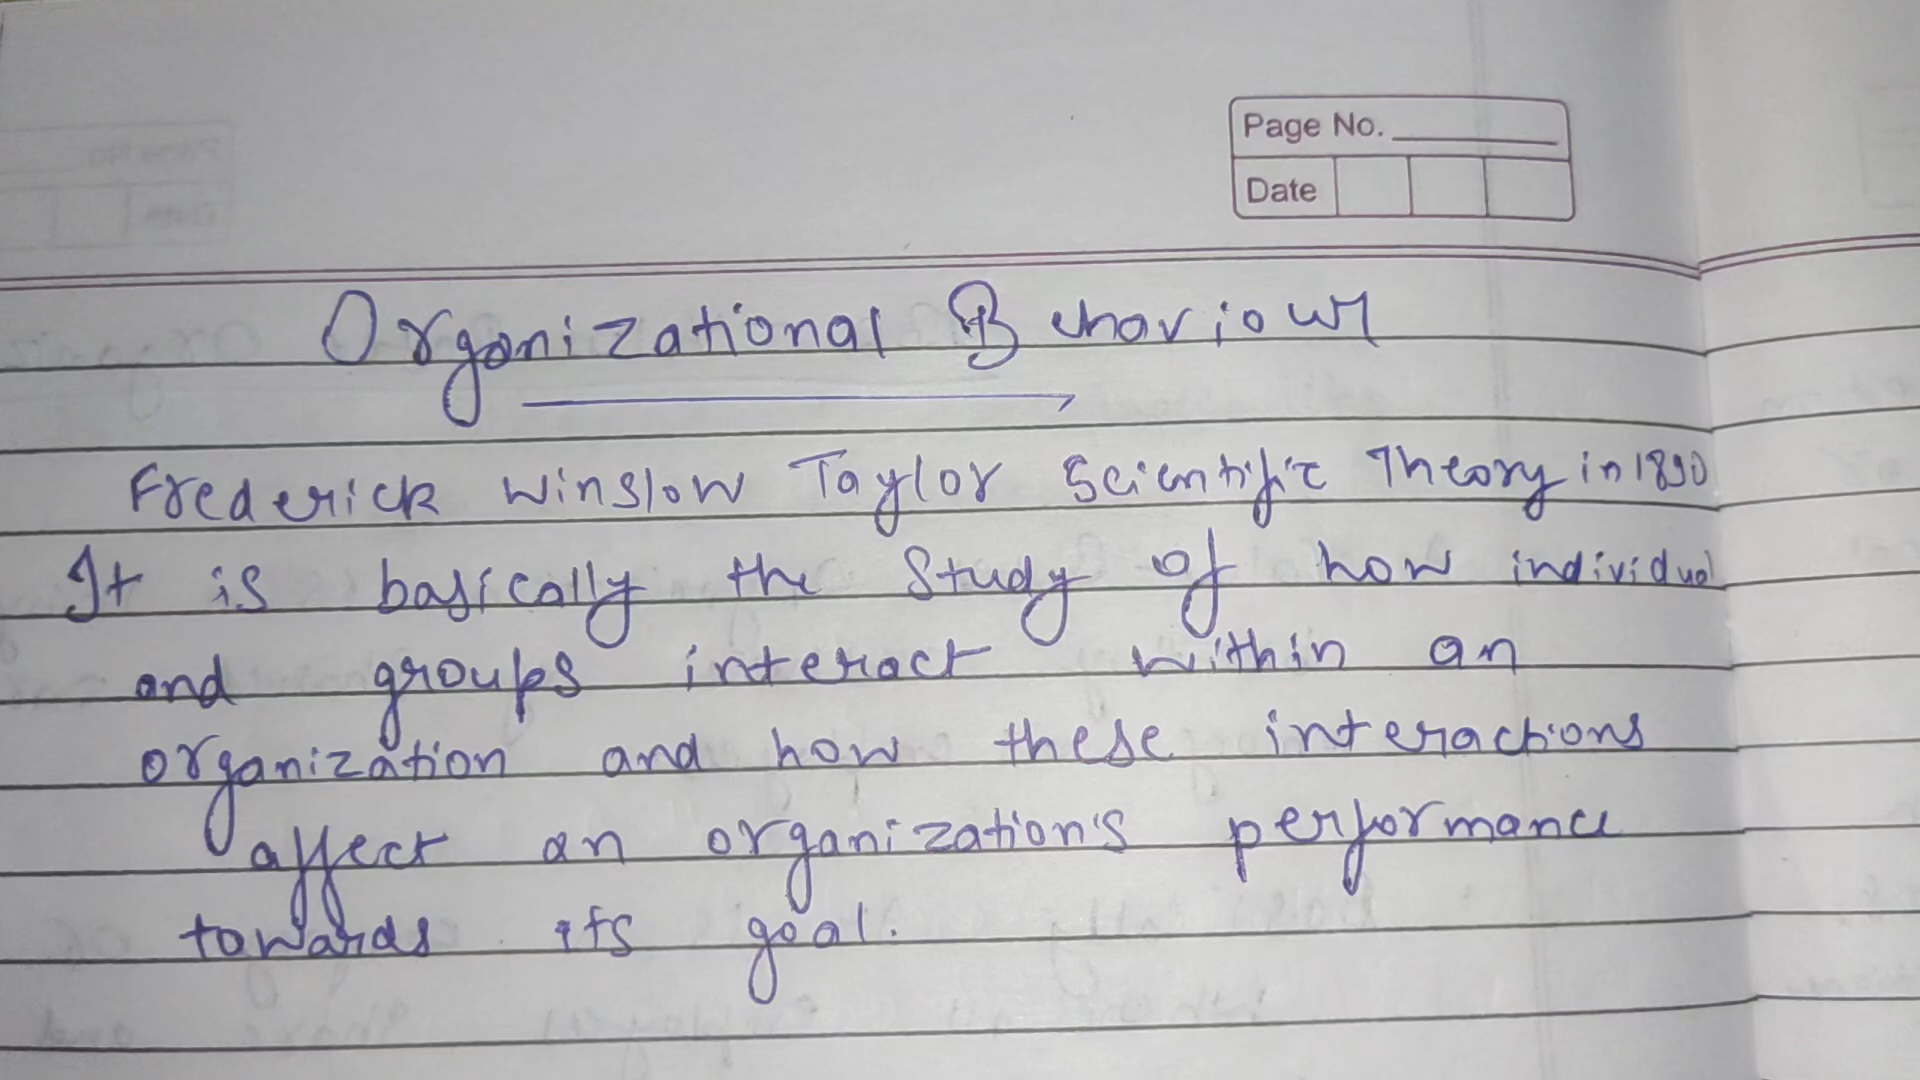 Page No.
Date
Organizational Behaviour
Frederick Winslow Taylor Scientific Theory in 1890
It is basically the study of how individual
and groups interact within an
organization and how these interactions
affect an organization's performance
towards its goal.